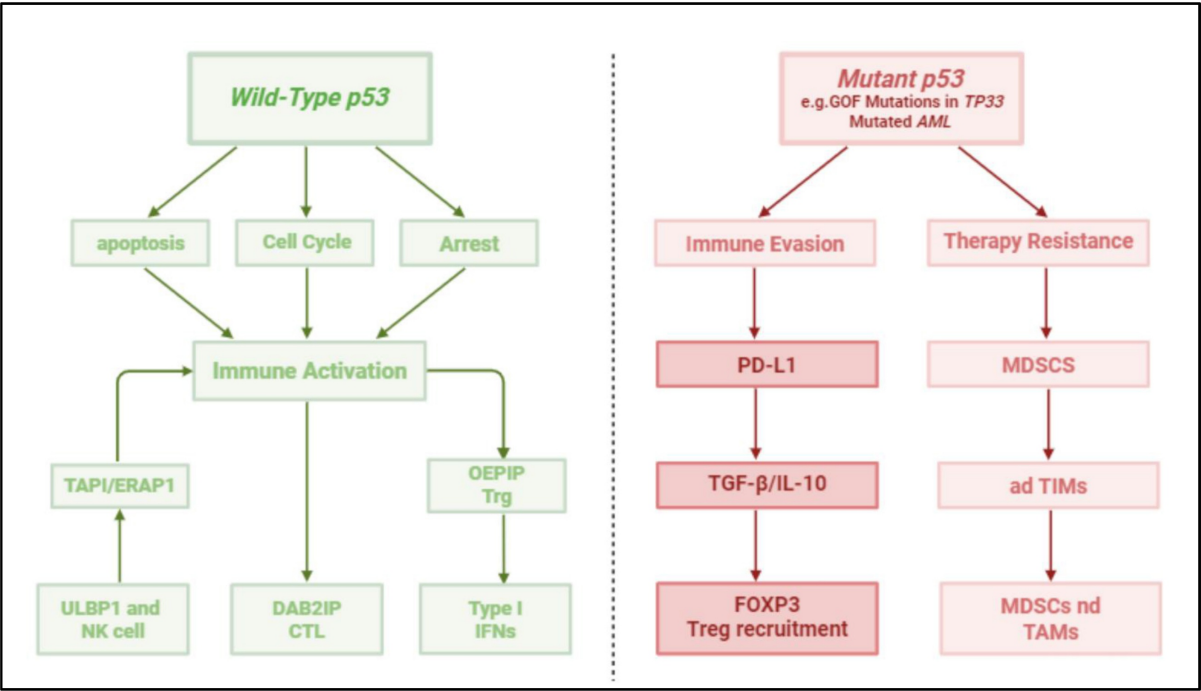 Wild-Type p53
apoptosis
Cell Cycle
Arrest
Immune Activation
TAPI/ERAP1
OEPIP
Trg
ULBP1 and
NK cell
DAB2IP
CTL
Type I
IFNs
Mutant p53
e.g.GOF Mutations in TP33
Mutated AML
Immune Evasion
Therapy Resistance
PD-L1
MDSCS
TGF-β/IL-10
ad TIMs
FOXP3
Treg recruitment
MDSCs nd
TAMs